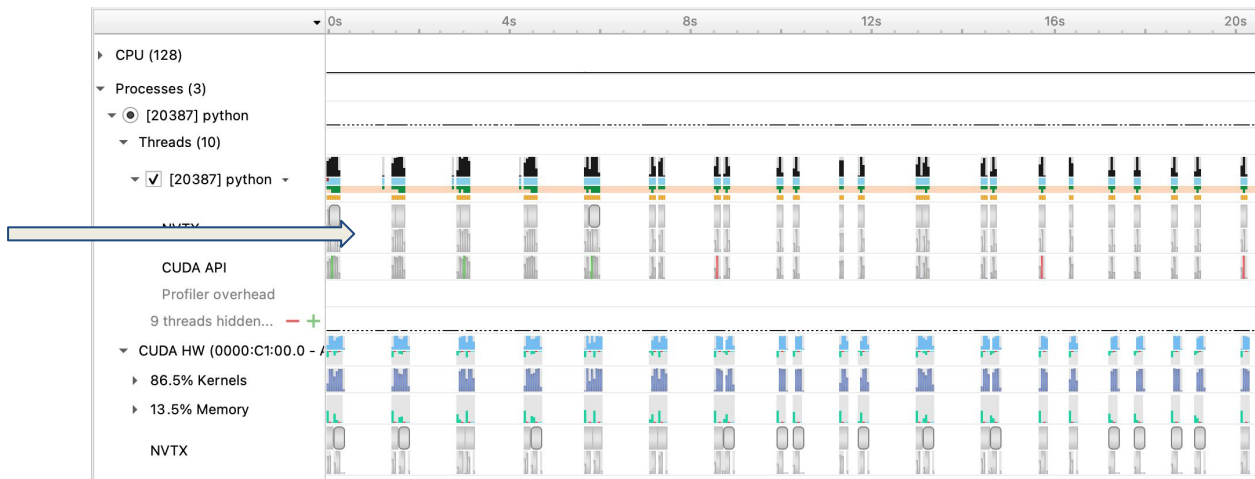 0s 4s 8s 12s 16s 20s
CPU (128)
Processes (3)
[20387] python
Threads (10)
[20387] python
NVTX
CUDA API
Profiler overhead
9 threads hidden...
CUDA HW (0000:C1:00.0 -
86.5% Kernels
13.5% Memory
NVTX